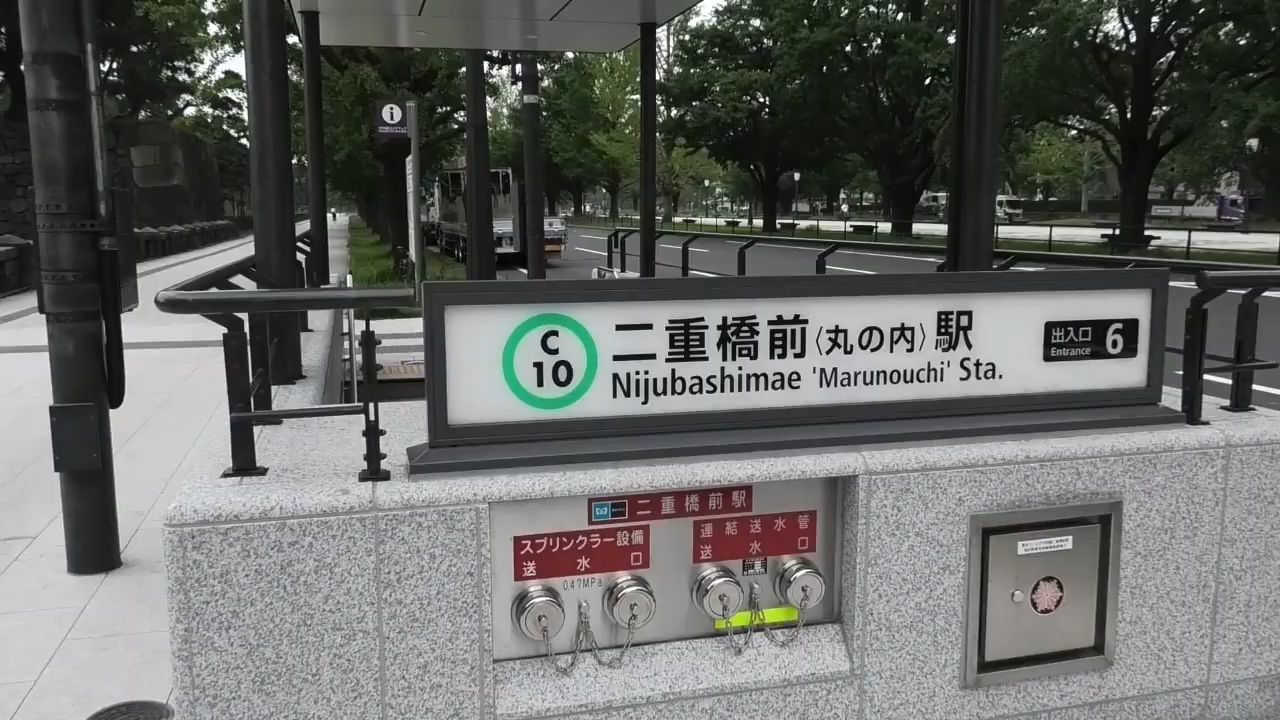 i
C
10
二重橋前〈丸の内〉駅
Nijubashimae 'Marunouchi' Sta.
出入口
Entrance
6
二重橋前駅
スプリンクラー設備
送水口
0.47MPa
連結送水管
送水口